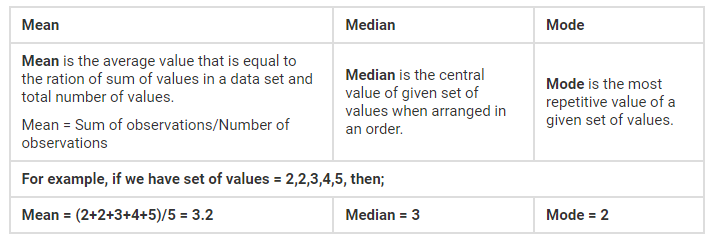 Mean
Median
Mode
Mean is the average value that is equal to
the ration of sum of values in a data set and
total number of values.
Mean = Sum of observations/Number of
observations
Median is the central
value of given set of
values when arranged in
an order.
Mode is the most
repetitive value of a
given set of values.
For example, if we have set of values = 2,2,3,4,5, then;
Mean = (2+2+3+4+5)/5 = 3.2
Median = 3
Mode = 2